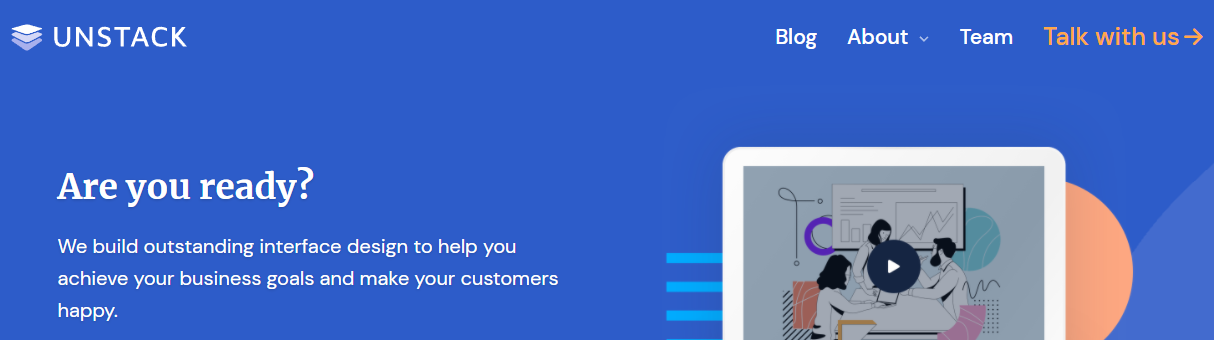 UNSTACK
Blog About Team Talk with us
Are you ready?
We build outstanding interface design to help you
achieve your business goals and make your customers
happy.